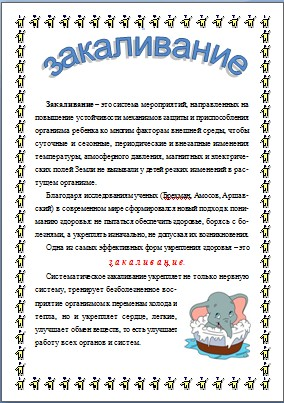 закаливание
Закаливание – это система мероприятий, направленных на
повышение устойчивости механизмов защиты и приспособления
организма ребенка ко многим факторам внешней среды, чтобы
суточные и сезонные, периодические и внезапные изменения
температуры, атмосферного давления, магнитных и электриче-
ских полей Земли не вызывали у детей резких изменений в рас-
тущем организме.
Благодаря исследованиям ученых (Брехман, Амосов, Аршав-
ский) в современном мире сформировался новый подход к пони-
манию здоровья: не пытаться обеспечить здоровье, борясь с бо-
лезнями, а укреплять изначально, не допуская их возникновения.
Одна из самых эффективных форм укрепления здоровья – это
закаливание.
Систематическое закаливание укрепляет не только нервную
систему, тренирует безболезненное вос-
приятие организмом к переменам холода и
тепла, но и укрепляет сердце, легкие,
улучшает обмен веществ, то есть улучшает
работу всех органов и систем.